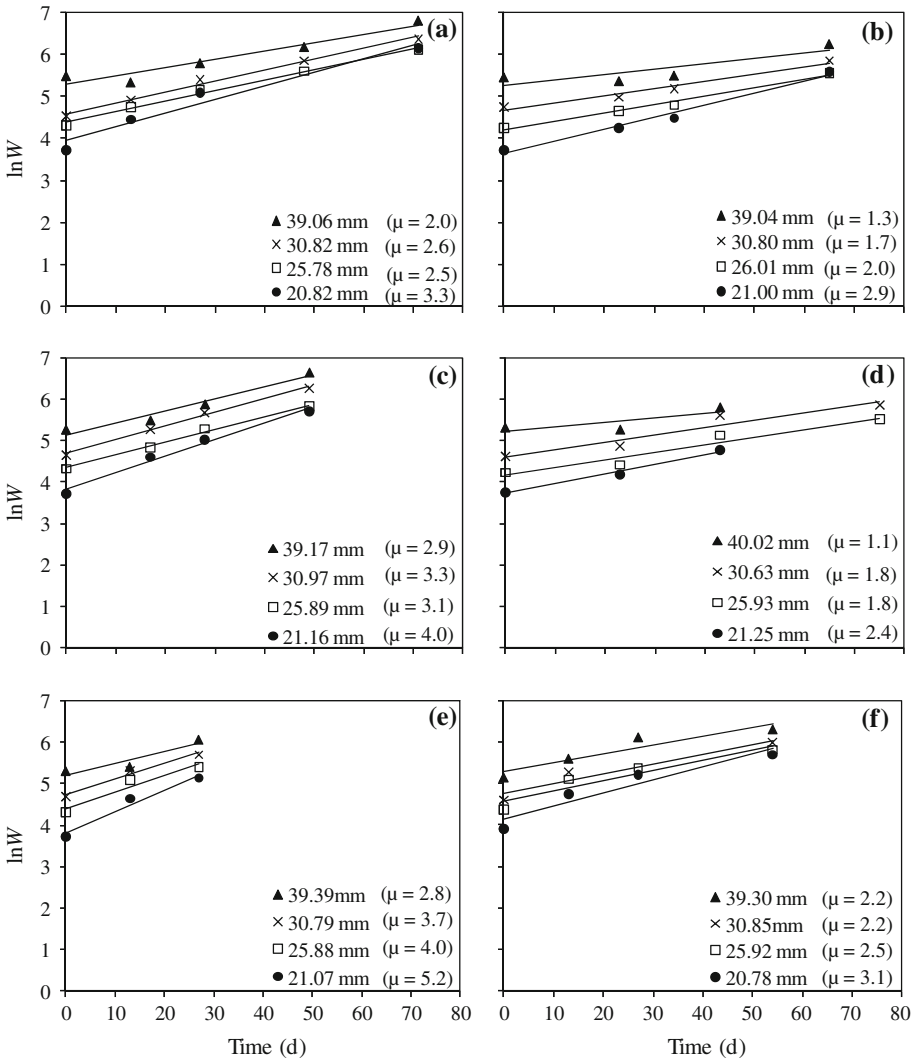 7
6
5
4
3
2
1
0
lnW
(a)
39.06 mm (μ = 2.0)
30.82 mm (μ = 2.6)
25.78 mm (μ = 2.5)
20.82 mm (μ = 3.3)
(b)
39.04 mm (μ = 1.3)
30.80 mm (μ = 1.7)
26.01 mm (μ = 2.0)
21.00 mm (μ = 2.9)
7
6
5
4
3
2
1
0
lnW
(c)
39.17 mm (μ = 2.9)
30.97 mm (μ = 3.3)
25.89 mm (μ = 3.1)
21.16 mm (μ = 4.0)
(d)
40.02 mm (μ = 1.1)
30.63 mm (μ = 1.8)
25.93 mm (μ = 1.8)
21.25 mm (μ = 2.4)
7
6
5
4
3
2
1
0
lnW
(e)
39.39mm (μ = 2.8)
30.79 mm (μ = 3.7)
25.88 mm (μ = 4.0)
21.07 mm (μ = 5.2)
0 10 20 30 40 50 60 70 80
Time (d)
(f)
39.30 mm (μ = 2.2)
30.85mm (μ = 2.2)
25.92 mm (μ = 2.5)
20.78 mm (μ = 3.1)
0 10 20 30 40 50 60 70 80
Time (d)